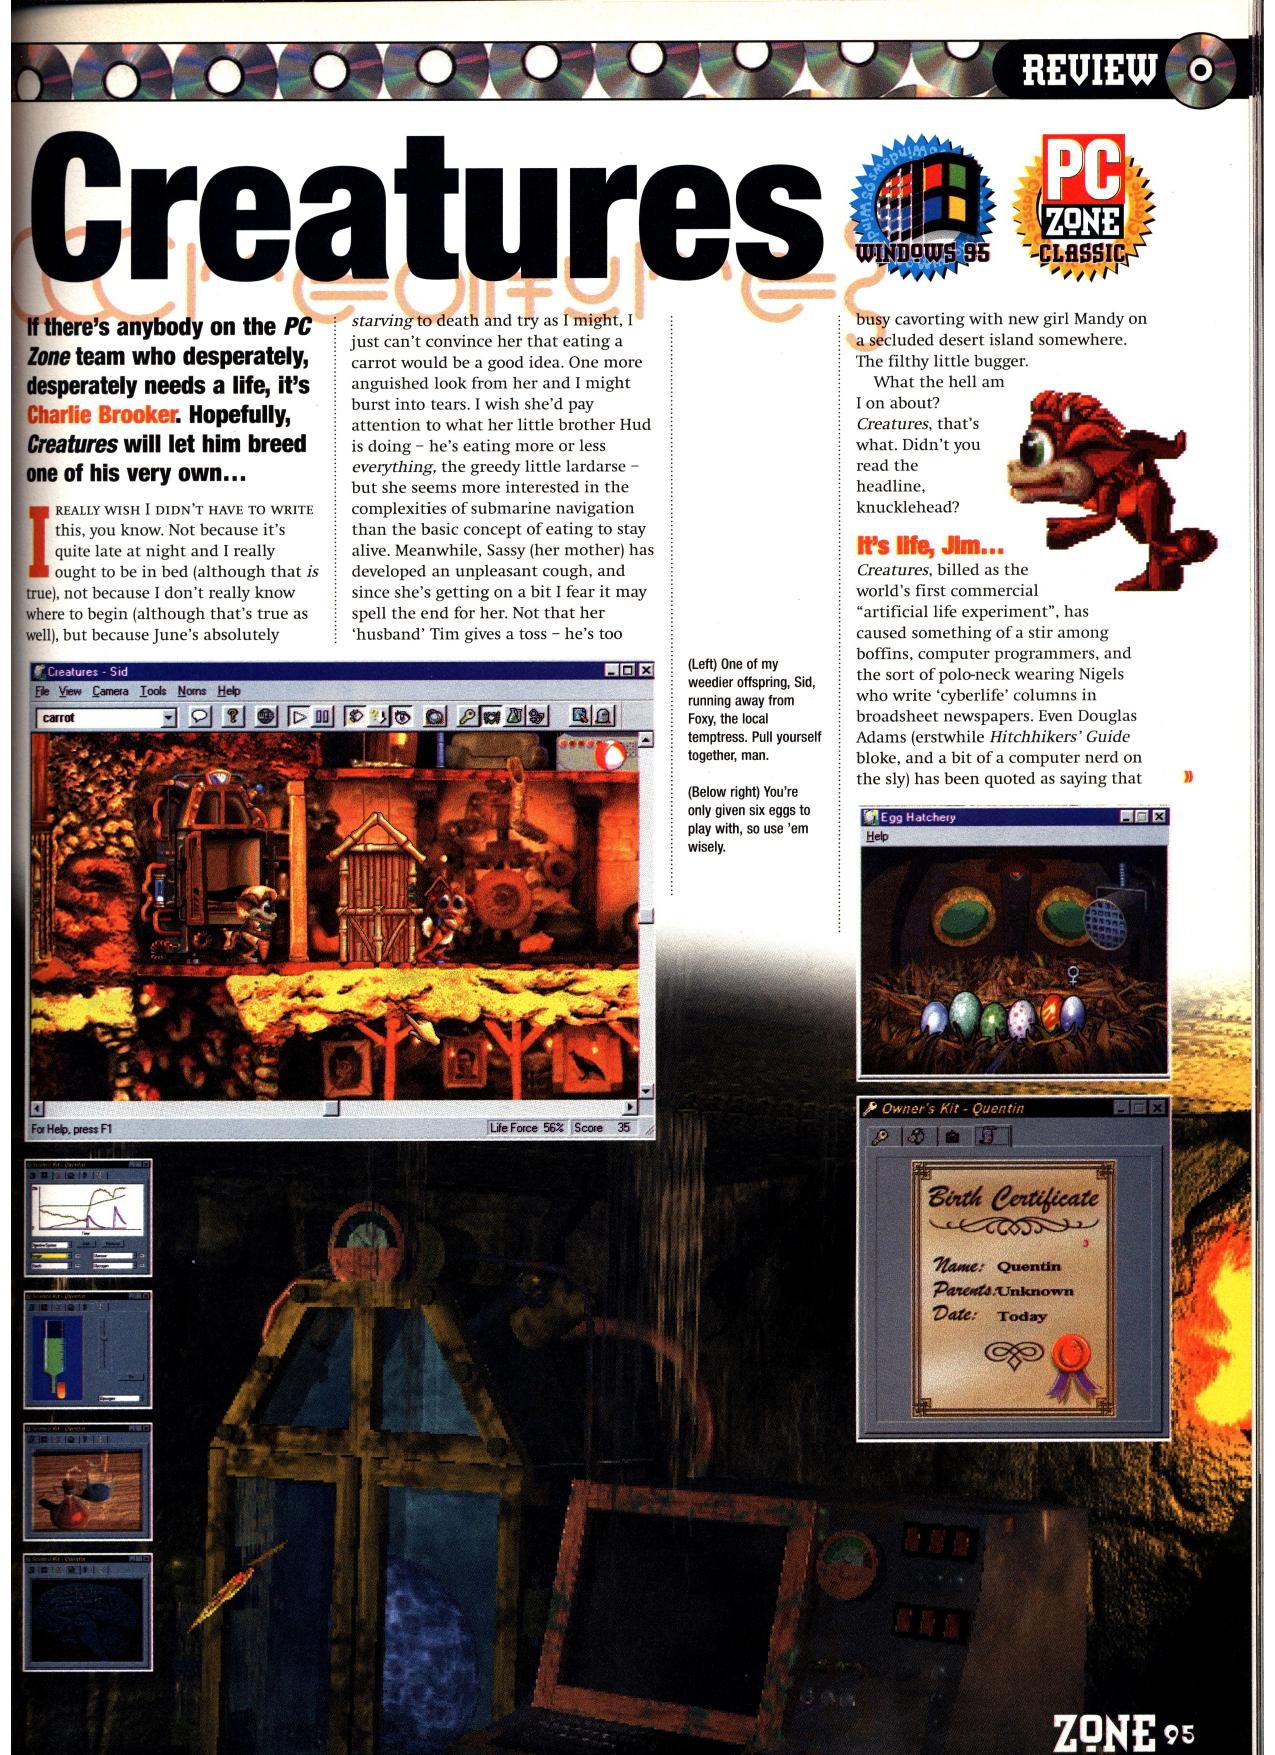 REVIEW
Creatures
WINDOWS 95
PC
ZONE
CLASSIC
If there's anybody on the PC
Zone team who desperately,
desperately needs a life, it's
Charlie Brooker. Hopefully,
Creatures will let him breed
one of his very own...
I REALLY WISH I DIDN'T HAVE TO WRITE
this, you know. Not because it's
quite late at night and I really
ought to be in bed (although that is
true), not because I don't really know
where to begin (although that's true as
well), but because June's absolutely
starving to death and try as I might, I
just can't convince her that eating a
carrot would be a good idea. One more
anguished look from her and I might
burst into tears. I wish she'd pay
attention to what her little brother Hud
is doing – he's eating more or less
everything, the greedy little lardarse –
but she seems more interested in the
complexities of submarine navigation
than the basic concept of eating to stay
alive. Meanwhile, Sassy (her mother) has
developed an unpleasant cough, and
since she's getting on a bit I fear it may
spell the end for her. Not that her
'husband' Tim gives a toss – he's too
busy cavorting with new girl Mandy on
a secluded desert island somewhere.
The filthy little bugger.
What the hell am
I on about?
Creatures, that's
what. Didn't you
read the
headline,
knucklehead?
It's life, Jim...
Creatures, billed as the
world's first commercial
"artificial life experiment", has
caused something of a stir among
boffins, computer programmers, and
the sort of polo-neck wearing Nigels
who write 'cyberlife' columns in
broadsheet newspapers. Even Douglas
Adams (erstwhile Hitchhikers' Guide
bloke, and a bit of a computer nerd on
the sly) has been quoted as saying that
Creatures - Sid
File View Camera Tools Norns Help
carrot
For Help, press F1
Life Force 56% Score 35
(Left) One of my
weedier offspring, Sid,
running away from
Foxy, the local
temptress. Pull yourself
together, man.
(Below right) You're
only given six eggs to
play with, so use 'em
wisely.
Egg Hatchery
Help
Owner's Kit - Quentin
Birth Certificate
Name: Quentin
Parents: Unknown
Date: Today
ZONE 95